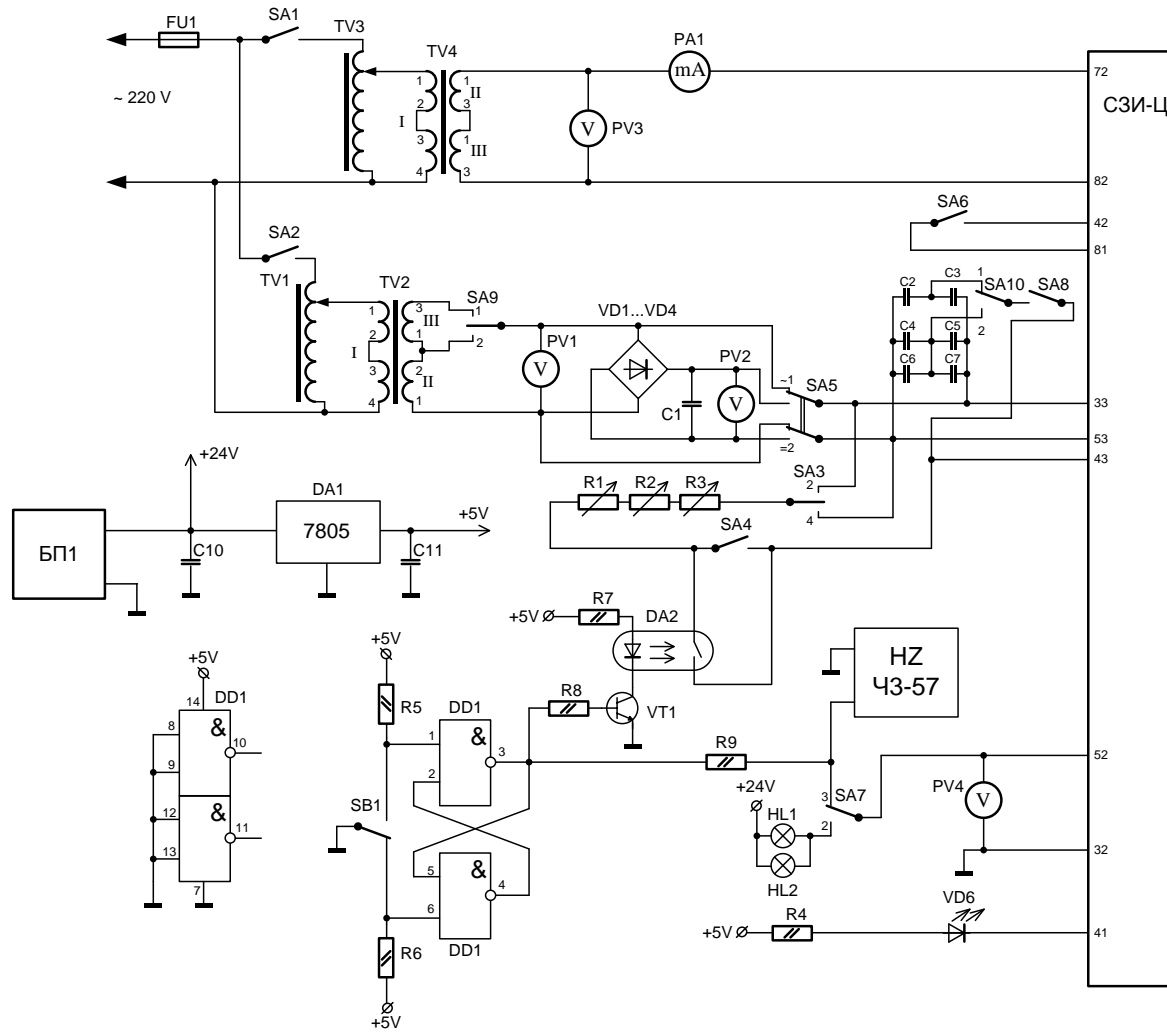 FU1
SA1
TV3
TV4
PA1
mA
72
СЗИ-Ц
~ 220 V
1
2
I
3
4
1
II
3
1
III
3
V
PV3
82
SA6
42
81
SA2
TV1
TV2
SA9
VD1...VD4
1
2
I
3
4
3
III
1
2
II
1
1
2
PV1
V
PV2
V
C1
~1
SA5
=2
C2
C3
1
SA10
SA8
C4
C5
2
C6
C7
33
53
43
+24V
DA1
7805
+5V
БП1
C10
C11
R1
R2
R3
SA3
2
4
SA4
+5V
R7
DA2
R8
VT1
HZ
ЧЗ-57
+5V
14
DD1
&
8
9
10
&
12
13
11
7
+5V
R5
DD1
&
1
2
3
SB1
&
5
6
4
DD1
R6
+5V
R9
+24V
HL1
HL2
3
SA7
2
52
PV4
V
32
VD6
+5V
R4
41